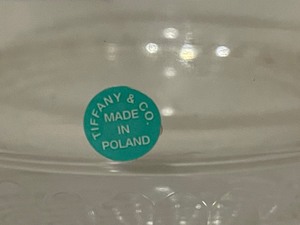 TIFFANY & CO.
MADE
IN
POLAND